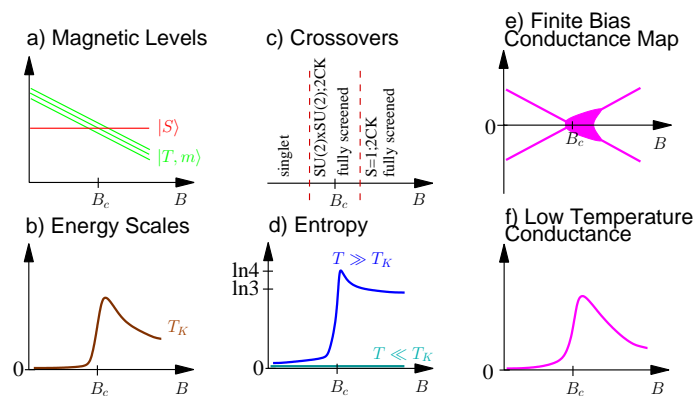 a) Magnetic Levels
|S⟩
|T, m⟩
B_c
B
b) Energy Scales
T_K
0
B_c
B
c) Crossovers
singlet
SU(2)xSU(2);2CK
fully screened
S=1;2CK
fully screened
B_c
B
d) Entropy
ln4
ln3
T ≫ T_K
T ≪ T_K
0
B_c
B
e) Finite Bias
Conductance Map
0
B_c
B
f) Low Temperature
Conductance
0
B_c
B